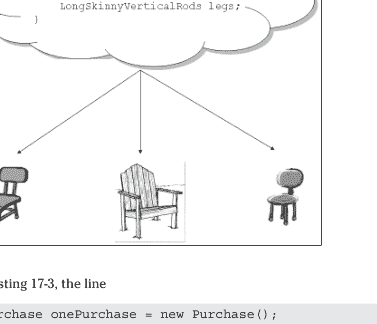 LongSkinnyVerticalRods legs;
}
sting 17-3, the line
rchase onePurchase = new Purchase();